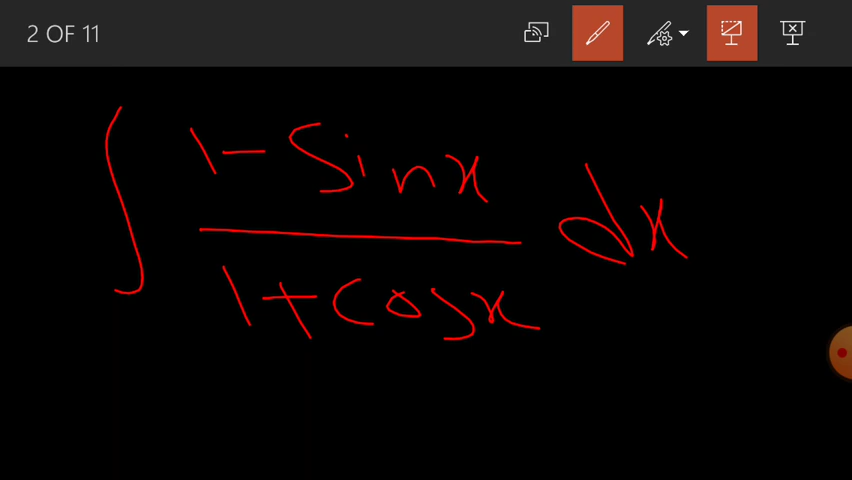 2 OF 11
∫ 1 - Sinx / 1 + Cosx dx